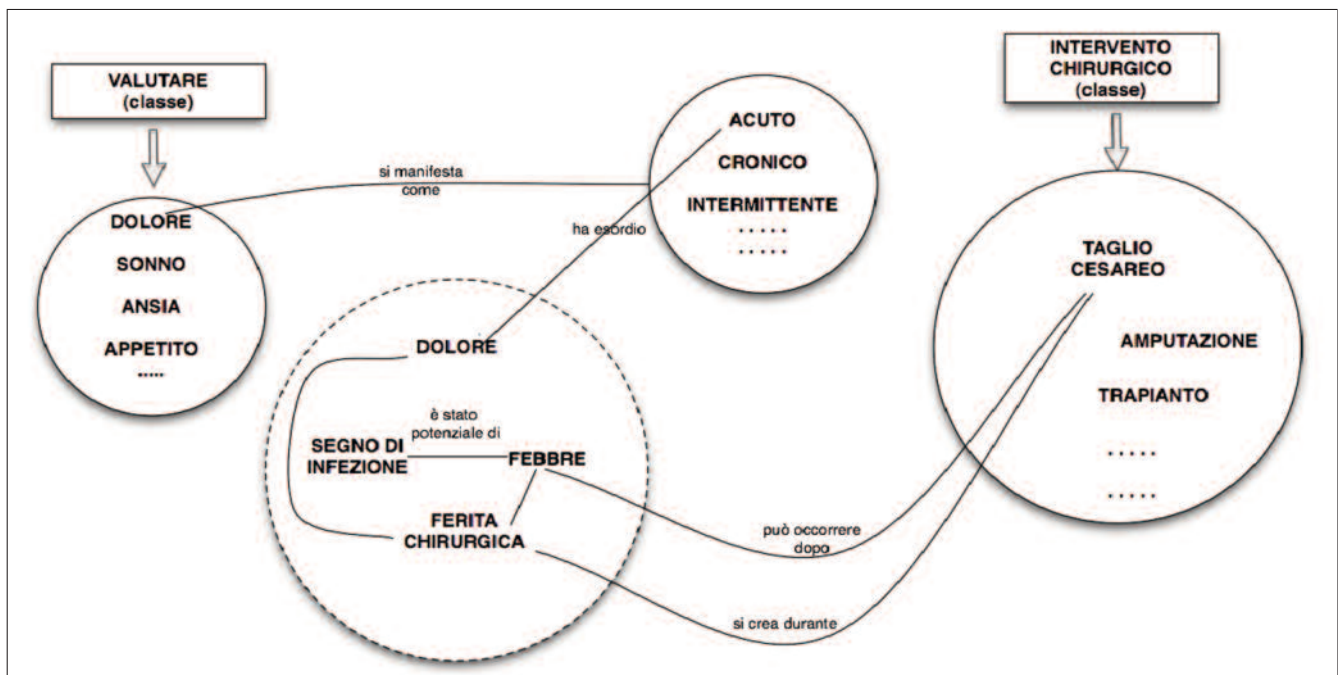 VALUTARE
(classe)
INTERVENTO
CHIRURGICO
(classe)
si manifesta
come
ACUTO
CRONICO
INTERMITTENTE
. . . . .
. . . . .
ha esordio
DOLORE
SONNO
ANSIA
APPETITO
.....
TAGLIO
CESAREO
AMPUTAZIONE
TRAPIANTO
. . . . .
. . . . .
DOLORE
è stato
potenziale di
SEGNO DI
INFEZIONE
FEBBRE
FERITA
CHIRURGICA
può occorrere
dopo
si crea durante